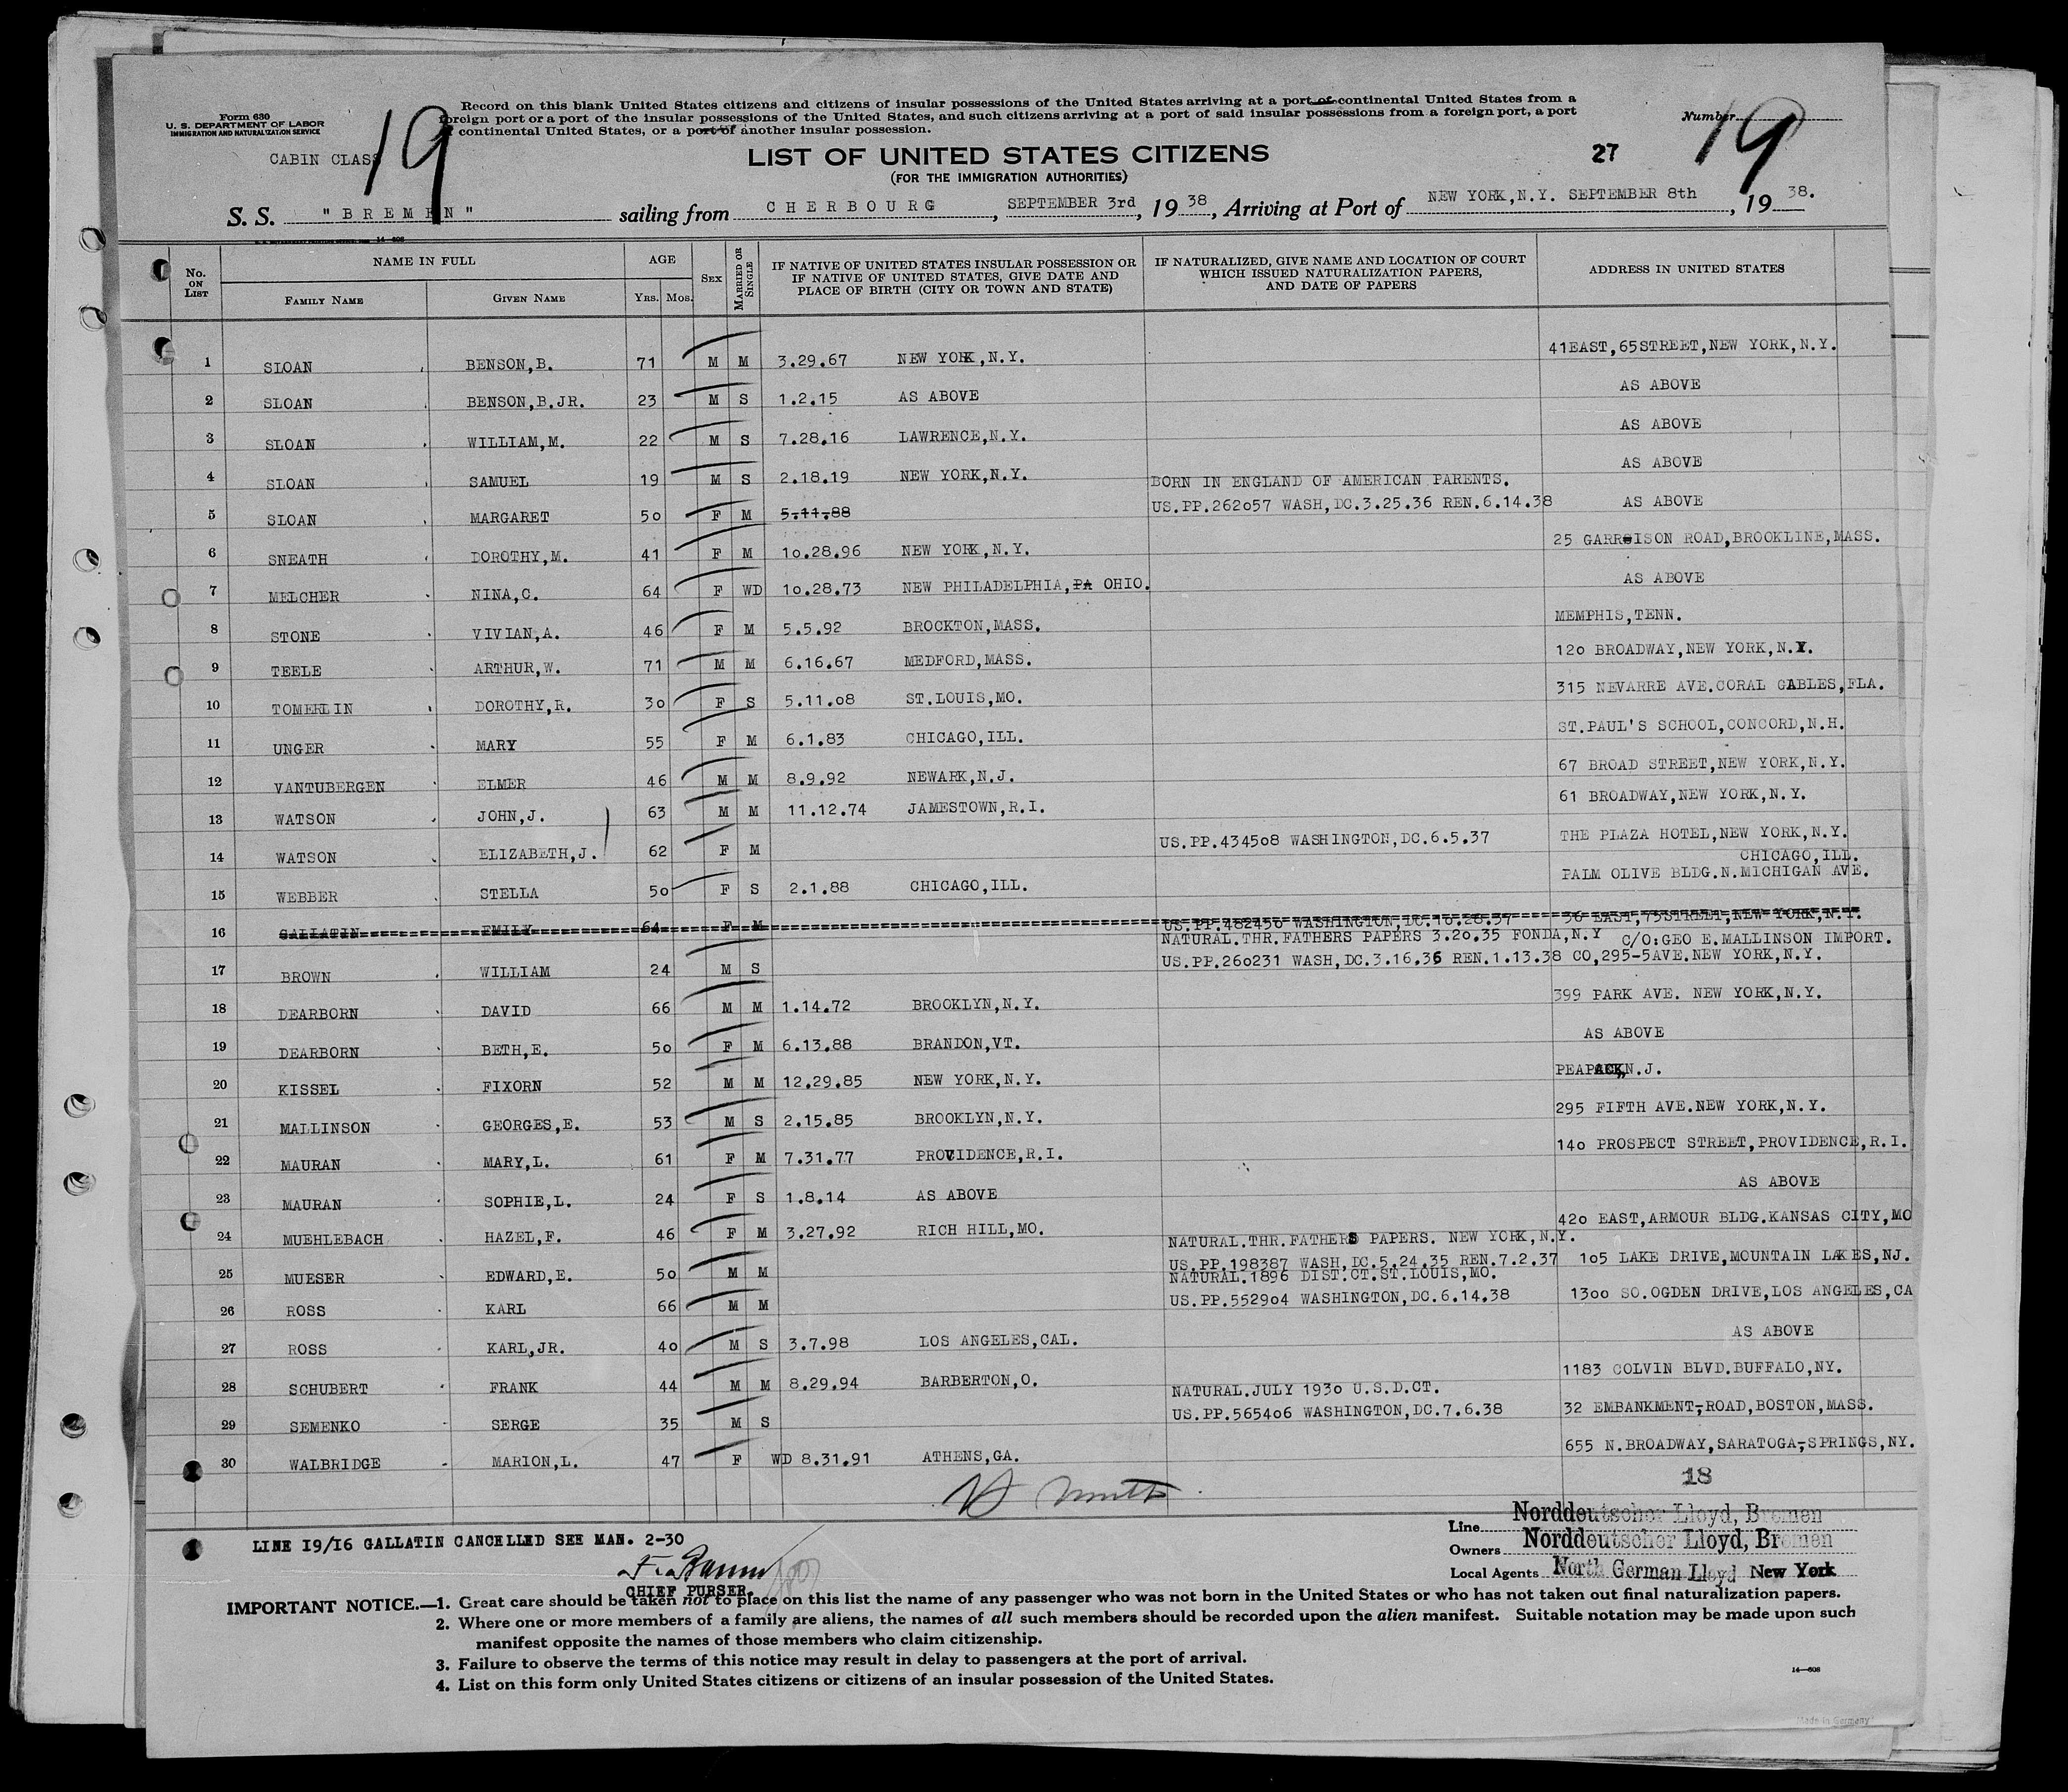 Form 630
U. S. DEPARTMENT OF LABOR
IMMIGRATION AND NATURALIZATION SERVICE
CABIN CLASS
19
Record on this blank United States citizens and citizens of insular possessions of the United States arriving at a port of continental United States from a
foreign port or a port of the insular possessions of the United States, and such citizens arriving at a port of said insular possessions from a foreign port, a port
continental United States, or a port of another insular possession.
LIST OF UNITED STATES CITIZENS
(FOR THE IMMIGRATION AUTHORITIES)
27
Number
19
S. S. "BREMEN" sailing from CHERBOURG, SEPTEMBER 3rd, 19 38, Arriving at Port of NEW YORK,N.Y. SEPTEMBER 8th, 19 38.
14-608
No. ON LIST
NAME IN FULL
FAMILY NAME
GIVEN NAME
AGE
YRS. MOS.
SEX
MARRIED OR SINGLE
IF NATIVE OF UNITED STATES INSULAR POSSESSION OR IF NATIVE OF UNITED STATES, GIVE DATE AND PLACE OF BIRTH (CITY OR TOWN AND STATE)
IF NATURALIZED, GIVE NAME AND LOCATION OF COURT WHICH ISSUED NATURALIZATION PAPERS, AND DATE OF PAPERS
ADDRESS IN UNITED STATES
1 SLOAN BENSON,B. 71 M M 3.29.67 NEW YORK,N.Y. 41EAST,65STREET,NEW YORK,N.Y.
2 SLOAN BENSON,B.JR. 23 M S 1.2.15 AS ABOVE AS ABOVE
3 SLOAN WILLIAM,M. 22 M S 7.28.16 LAWRENCE,N.Y. AS ABOVE
4 SLOAN SAMUEL 19 M S 2.18.19 NEW YORK,N.Y. AS ABOVE
BORN IN ENGLAND OF AMERICAN PARENTS.
5 SLOAN MARGARET 50 F M 5.11.88 US.PP.262057 WASH,DC.3.25.36 REN.6.14.38 AS ABOVE
6 SNEATH DOROTHY,M. 41 F M 10.28.96 NEW YORK,N.Y. 25 GARRISON ROAD,BROOKLINE,MASS.
7 MELCHER NINA,C. 64 F WD 10.28.73 NEW PHILADELPHIA,PA OHIO. AS ABOVE
8 STONE VIVIAN,A. 46 F M 5.5.92 BROCKTON,MASS. MEMPHIS,TENN.
9 TEELE ARTHUR,W. 71 M M 6.16.67 MEDFORD,MASS. 120 BROADWAY,NEW YORK,N.Y.
10 TOMERLIN DOROTHY,R. 30 F S 5.11.08 ST.LOUIS,MO. 315 NEVARRE AVE.CORAL GABLES,FLA.
11 UNGER MARY 55 F M 6.1.83 CHICAGO,ILL. ST.PAUL'S SCHOOL,CONCORD,N.H.
12 VANTUBERGEN ELMER 46 M M 8.9.92 NEWARK,N.J. 67 BROAD STREET,NEW YORK,N.Y.
13 WATSON JOHN,J. 63 M M 11.12.74 JAMESTOWN,R.I. 61 BROADWAY,NEW YORK,N.Y.
14 WATSON ELIZABETH,J. 62 F M US.PP.434508 WASHINGTON,DC.6.5.37 THE PLAZA HOTEL,NEW YORK,N.Y.
CHICAGO,ILL.
15 WEBBER STELLA 50 F S 2.1.88 CHICAGO,ILL. PALM OLIVE BLDG.N.MICHIGAN AVE.
16 GALLATIN EMILY 64 F M US.PP.482450 WASHINGTON,DC.10.28.37 36 EAST,75STREET,NEW YORK,N.Y.
NATURAL.THR.FATHERS PAPERS 3.20.35 FONDA,N.Y C/O:GEO E.MALLINSON IMPORT.
17 BROWN WILLIAM 24 M S US.PP.260231 WASH,DC.3.16.36 REN.1.13.38 CO,295-5AVE.NEW YORK,N.Y.
18 DEARBORN DAVID 66 M M 1.14.72 BROOKLYN,N.Y. 399 PARK AVE. NEW YORK,N.Y.
19 DEARBORN BETH,E. 50 F M 6.13.88 BRANDON,VT. AS ABOVE
20 KISSEL FIXORN 52 M M 12.29.85 NEW YORK,N.Y. PEAPACK,N.J.
21 MALLINSON GEORGES,E. 53 M S 2.15.85 BROOKLYN,N.Y. 295 FIFTH AVE.NEW YORK,N.Y.
22 MAURAN MARY,L. 61 F M 7.31.77 PROVIDENCE,R.I. 140 PROSPECT STREET,PROVIDENCE,R.I.
23 MAURAN SOPHIE,L. 24 F S 1.8.14 AS ABOVE AS ABOVE
24 MUEHLEBACH HAZEL,F. 46 F M 3.27.92 RICH HILL,MO. 420 EAST,ARMOUR BLDG.KANSAS CITY,MO
NATURAL.THR.FATHERS PAPERS. NEW YORK,N.Y.
25 MUESER EDWARD,E. 50 M M US.PP.198387 WASH,DC.5.24.35 REN.7.2.37 105 LAKE DRIVE,MOUNTAIN LAKES,NJ.
NATURAL.1896 DIST.CT.ST.LOUIS,MO.
26 ROSS KARL 66 M M US.PP.552904 WASHINGTON,DC.6.14.38 1300 SO.OGDEN DRIVE,LOS ANGELES,CA
27 ROSS KARL,JR. 40 M S 3.7.98 LOS ANGELES,CAL. AS ABOVE
28 SCHUBERT FRANK 44 M M 8.29.94 BARBERTON,O. 1183 COLVIN BLVD.BUFFALO,NY.
NATURAL.JULY 1930 U.S.D.CT.
29 SEMENKO SERGE 35 M S US.PP.565406 WASHINGTON,DC.7.6.38 32 EMBANKMENT,ROAD,BOSTON,MASS.
30 WALBRIDGE MARION,L. 47 F WD 8.31.91 ATHENS,GA. 655 N.BROADWAY,SARATOGA,SPRINGS,NY.
18
LINE 19/16 GALLATIN CANCELLED SEE MAN. 2-30
CHIEF PURSER.
Line Norddeutscher Lloyd, Bremen
Owners Norddeutscher Lloyd, Bremen
Local Agents North German Lloyd New York
IMPORTANT NOTICE.—1. Great care should be taken not to place on this list the name of any passenger who was not born in the United States or who has not taken out final naturalization papers.
2. Where one or more members of a family are aliens, the names of all such members should be recorded upon the alien manifest. Suitable notation may be made upon such
manifest opposite the names of those members who claim citizenship.
3. Failure to observe the terms of this notice may result in delay to passengers at the port of arrival.
4. List on this form only United States citizens or citizens of an insular possession of the United States.
14-608
Made in Germany